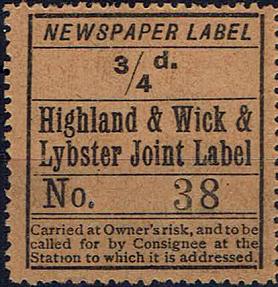 NEWSPAPER LABEL
3/4 d.
Highland & Wick &
Lybster Joint Label
No. 38
Carried at Owner's risk, and to be
called for by Consignee at the
Station to which it is addressed.